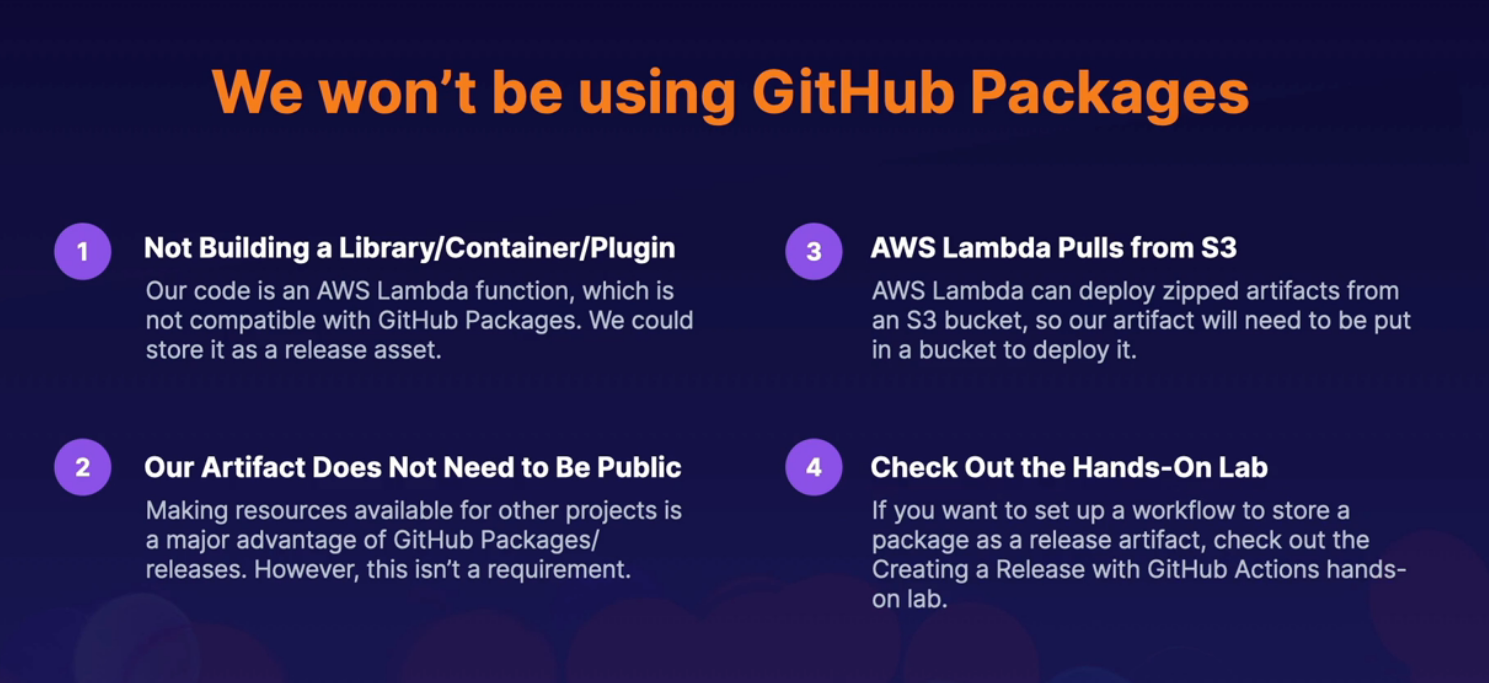 We won’t be using GitHub Packages
1
Not Building a Library/Container/Plugin
Our code is an AWS Lambda function, which is
not compatible with GitHub Packages. We could
store it as a release asset.
2
Our Artifact Does Not Need to Be Public
Making resources available for other projects is
a major advantage of GitHub Packages/
releases. However, this isn’t a requirement.
3
AWS Lambda Pulls from S3
AWS Lambda can deploy zipped artifacts from
an S3 bucket, so our artifact will need to be put
in a bucket to deploy it.
4
Check Out the Hands-On Lab
If you want to set up a workflow to store a
package as a release artifact, check out the
Creating a Release with GitHub Actions hands-
on lab.